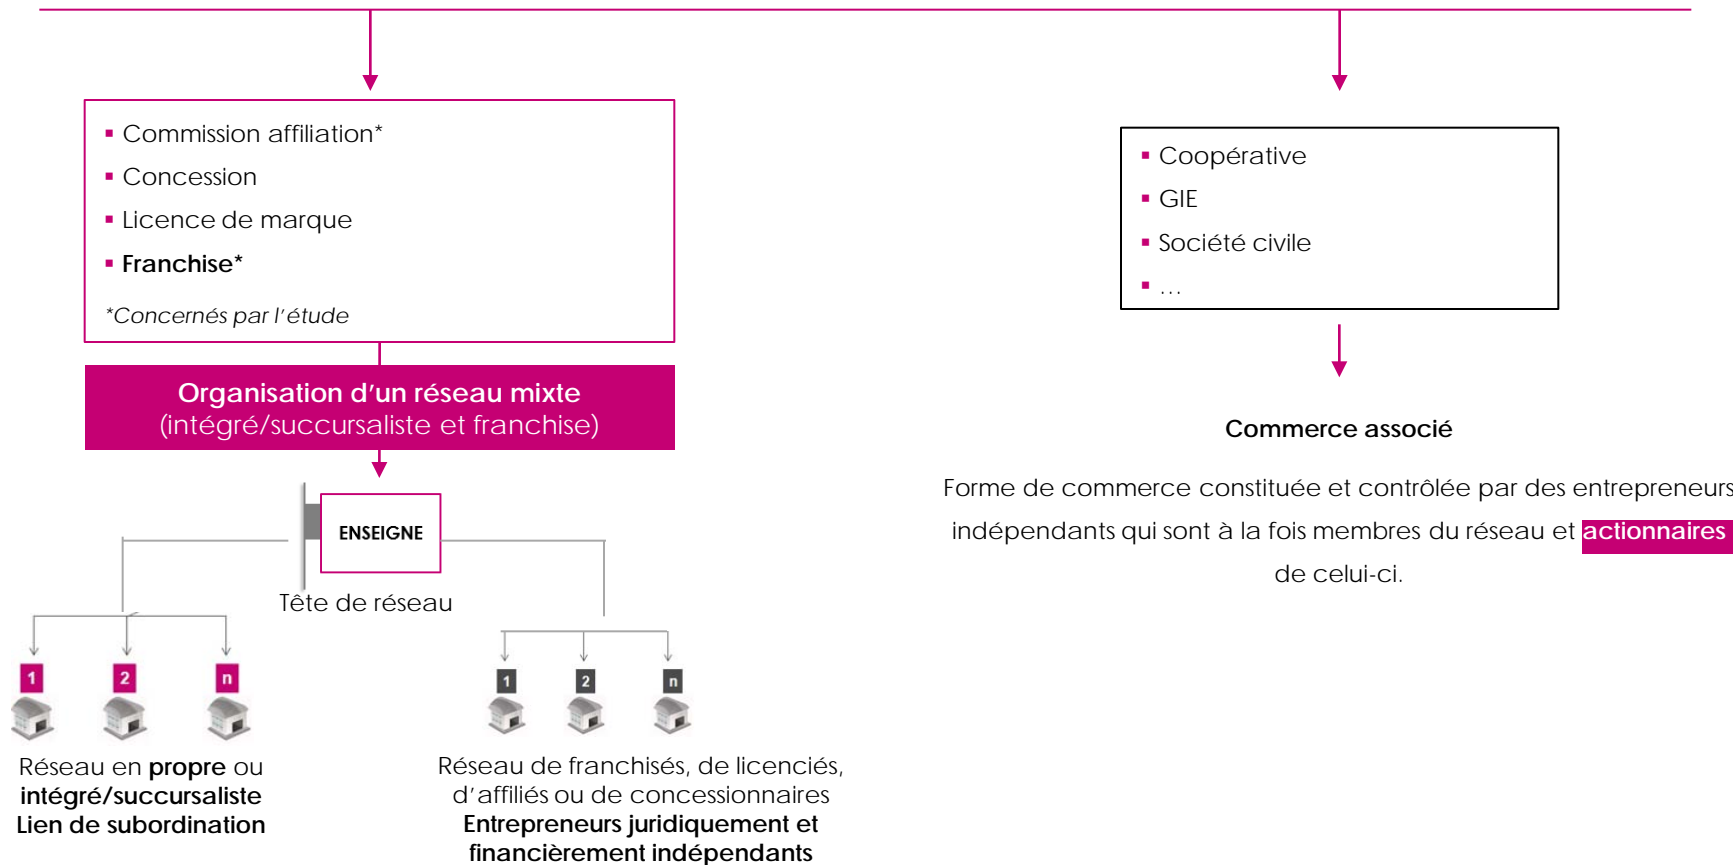 Commission affiliation*
Concession
Licence de marque
Franchise*
*Concernés par l'étude
Organisation d'un réseau mixte
(intégré/succursaliste et franchise)
ENSEIGNE
Tête de réseau
1
2
n
Réseau en propre ou
intégré/succursaliste
Lien de subordination
1
2
n
Réseau de franchisés, de licenciés,
d'affiliés ou de concessionnaires
Entrepreneurs juridiquement et
financièrement indépendants
Coopérative
GIE
Société civile
...
Commerce associé
Forme de commerce constituée et contrôlée par des entrepreneurs
indépendants qui sont à la fois membres du réseau et actionnaires
de celui-ci.